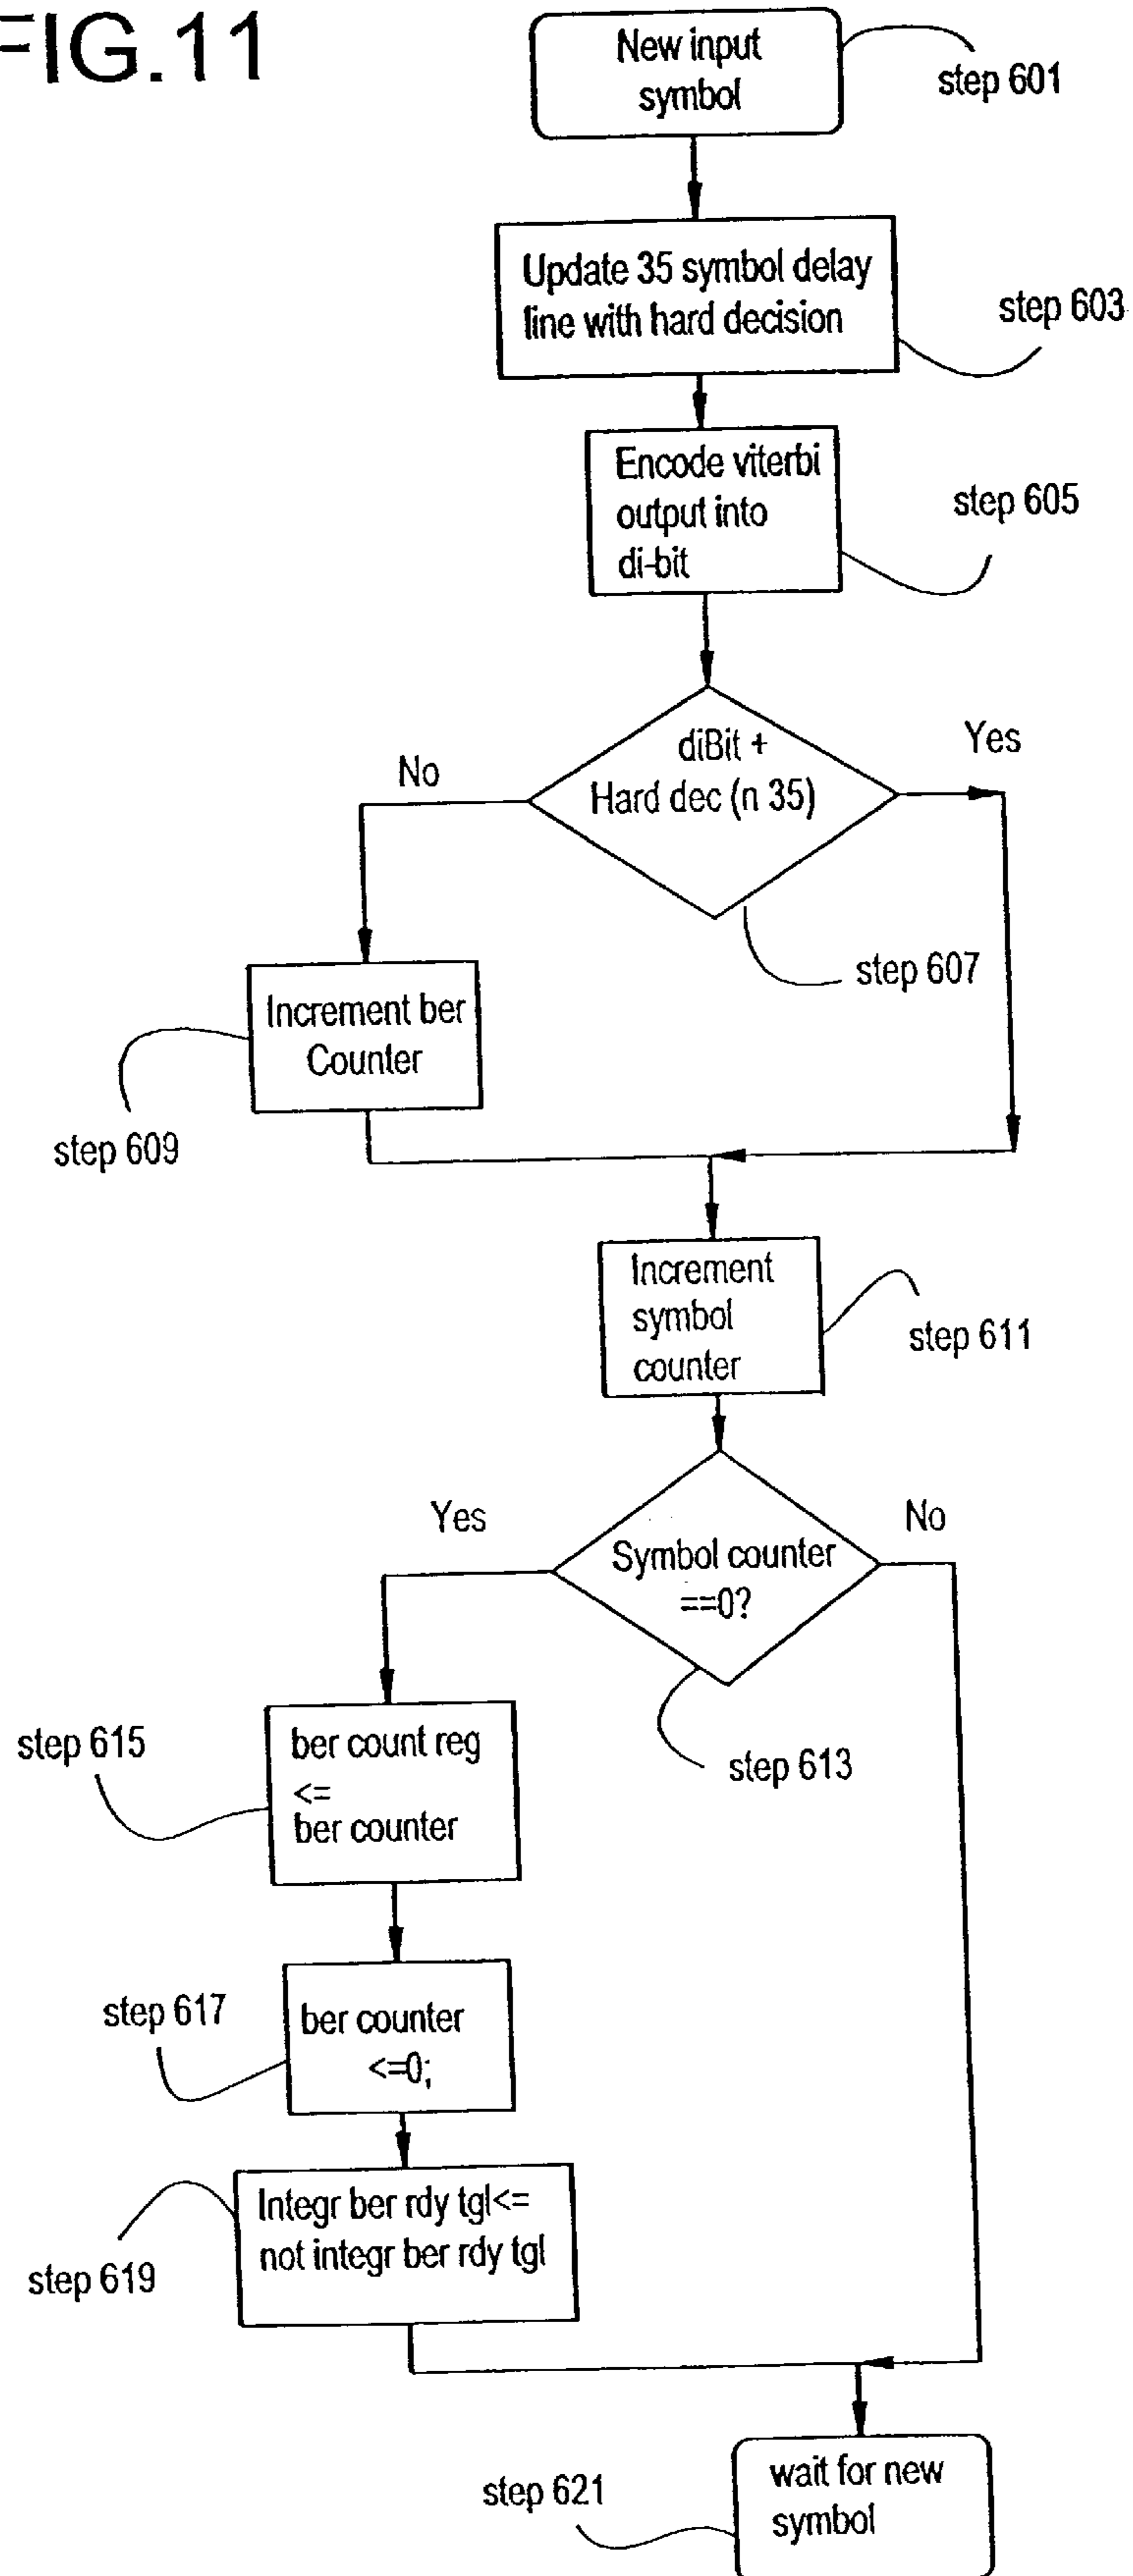 FIG.11
New input
symbol
step 601
Update 35 symbol delay
line with hard decision
step 603
Encode viterbi
output into
di-bit
step 605
diBit +
Hard dec (n 35)
No
Yes
step 607
Increment ber
Counter
step 609
Increment
symbol
counter
step 611
Yes
No
Symbol counter
==0?
step 613
step 615
ber count reg
<=
ber counter
step 617
ber counter
<=0;
Integr ber rdy tgl<=
not integr ber rdy tgl
step 619
step 621
wait for new
symbol